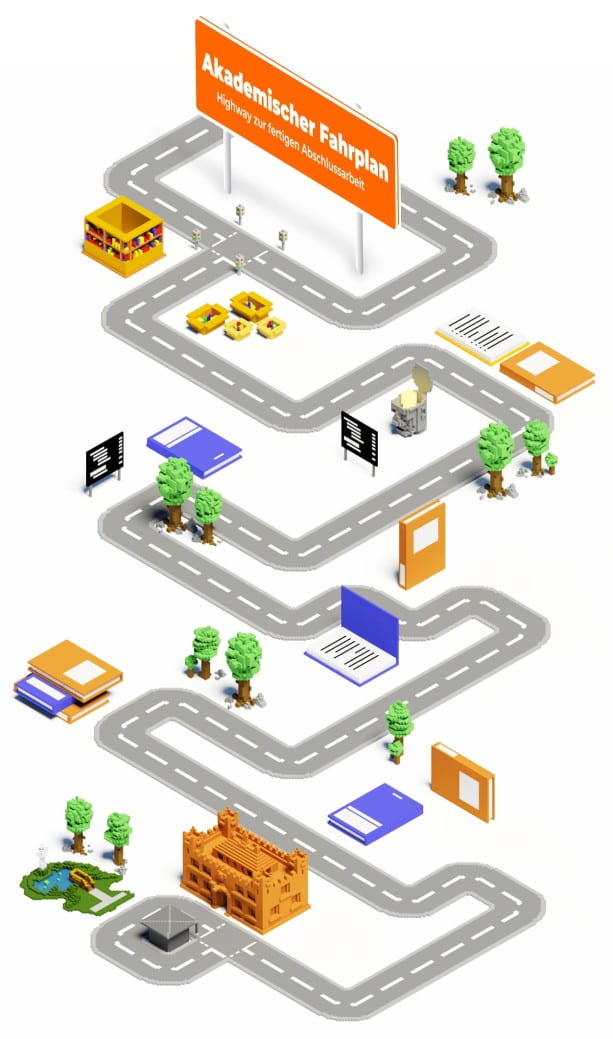 Akademischer Fahrplan
Highway zur fertigen Abschlussarbeit